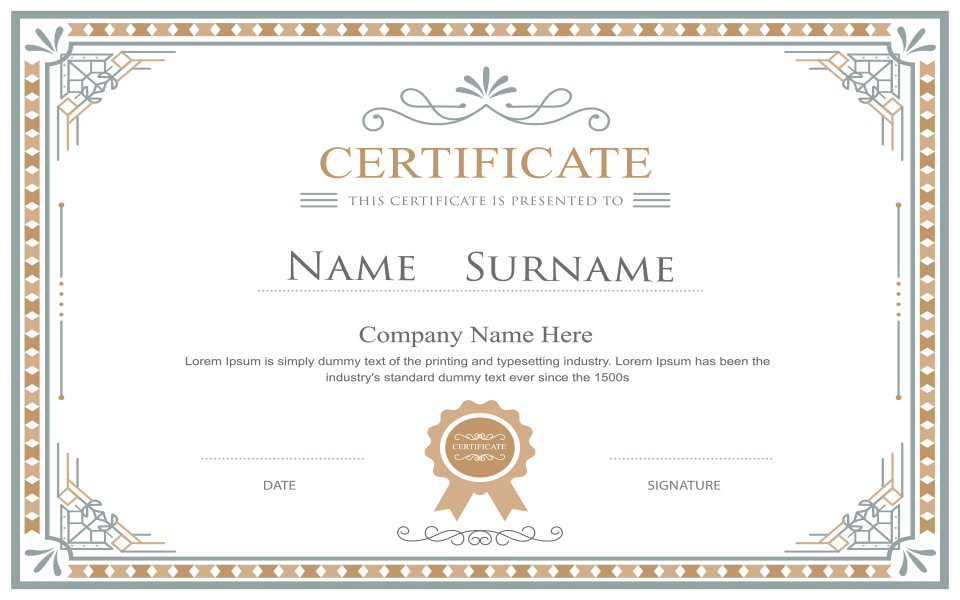 CERTIFICATE
THIS CERTIFICATE IS PRESENTED TO
NAME SURNAME
Company Name Here
Lorem Ipsum is simply dummy text of the printing and typesetting industry. Lorem Ipsum has been the
industry's standard dummy text ever since the 1500s
CERTIFICATE
DATE SIGNATURE